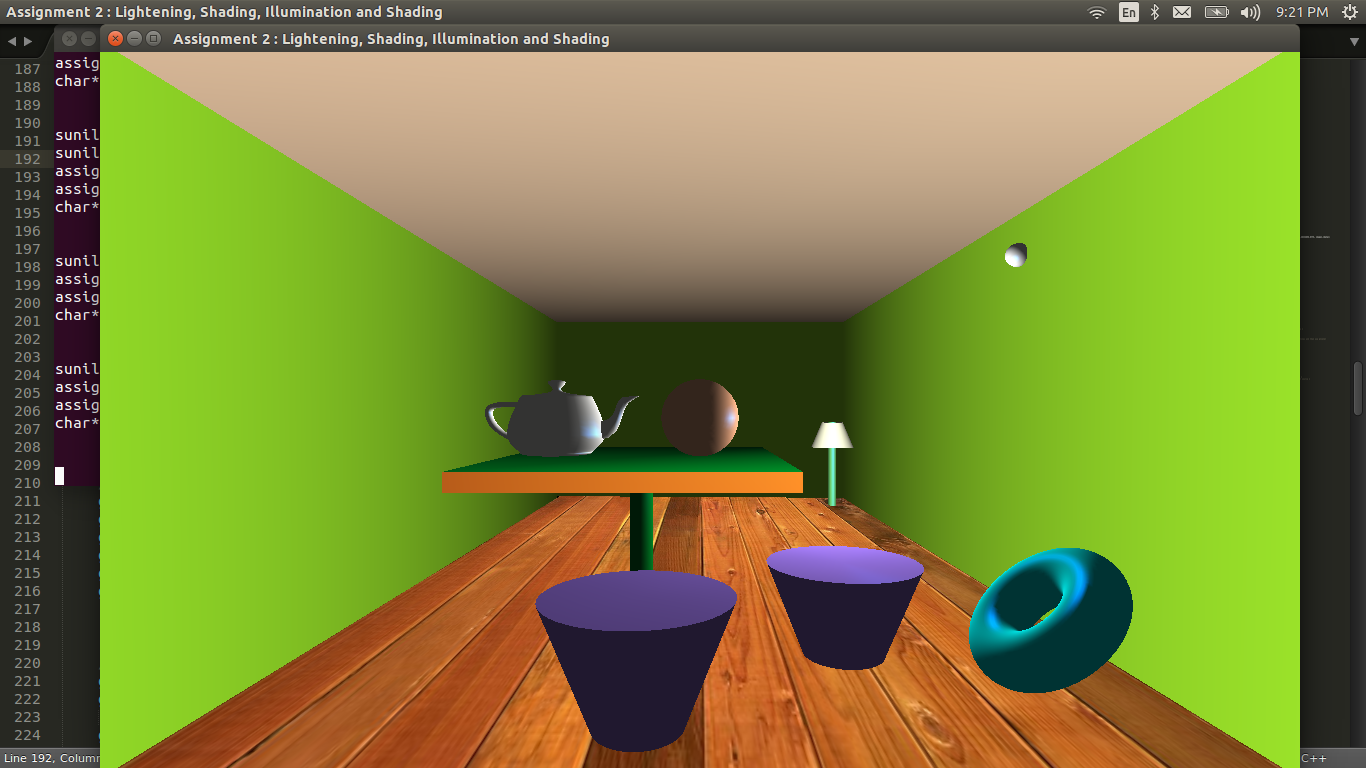 Assignment 2 : Lightening, Shading, Illumination and Shading
En
9:21 PM
Assignment 2 : Lightening, Shading, Illumination and Shading
187
188
189
190
191
192
193
194
195
196
197
198
199
200
201
202
203
204
205
206
207
208
209
210
211
212
213
214
215
216
217
218
219
220
221
222
223
224
assig
char*
sunil
sunil
assig
assig
char*
sunil
assig
assig
char*
sunil
assig
assig
char*
Line 192, Column
C++